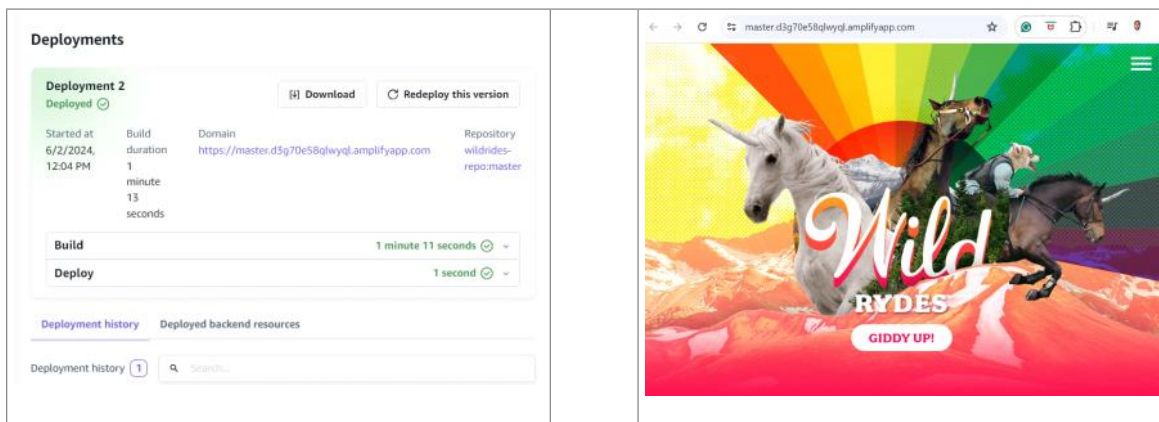 Deployments
Deployment 2
Deployed
Download
Redeploy this version
Started at
6/2/2024,
12:04 PM
Build
duration
1
minute
13
seconds
Domain
https://master.d3g70e58qlwyql.amplifyapp.com
Repository
wildrides-
repo:master
Build 1 minute 11 seconds
Deploy 1 second
Deployment history Deployed backend resources
Deployment history 1 Search...
master.d3g70e58qlwyql.amplifyapp.com
Wild
RYDES
GIDDY UP!